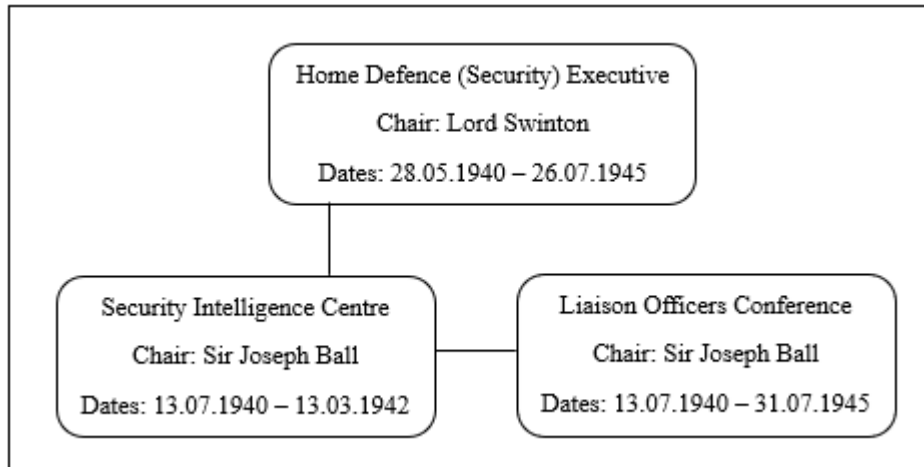 Home Defence (Security) Executive
Chair: Lord Swinton
Dates: 28.05.1940 – 26.07.1945
Security Intelligence Centre
Chair: Sir Joseph Ball
Dates: 13.07.1940 – 13.03.1942
Liaison Officers Conference
Chair: Sir Joseph Ball
Dates: 13.07.1940 – 31.07.1945